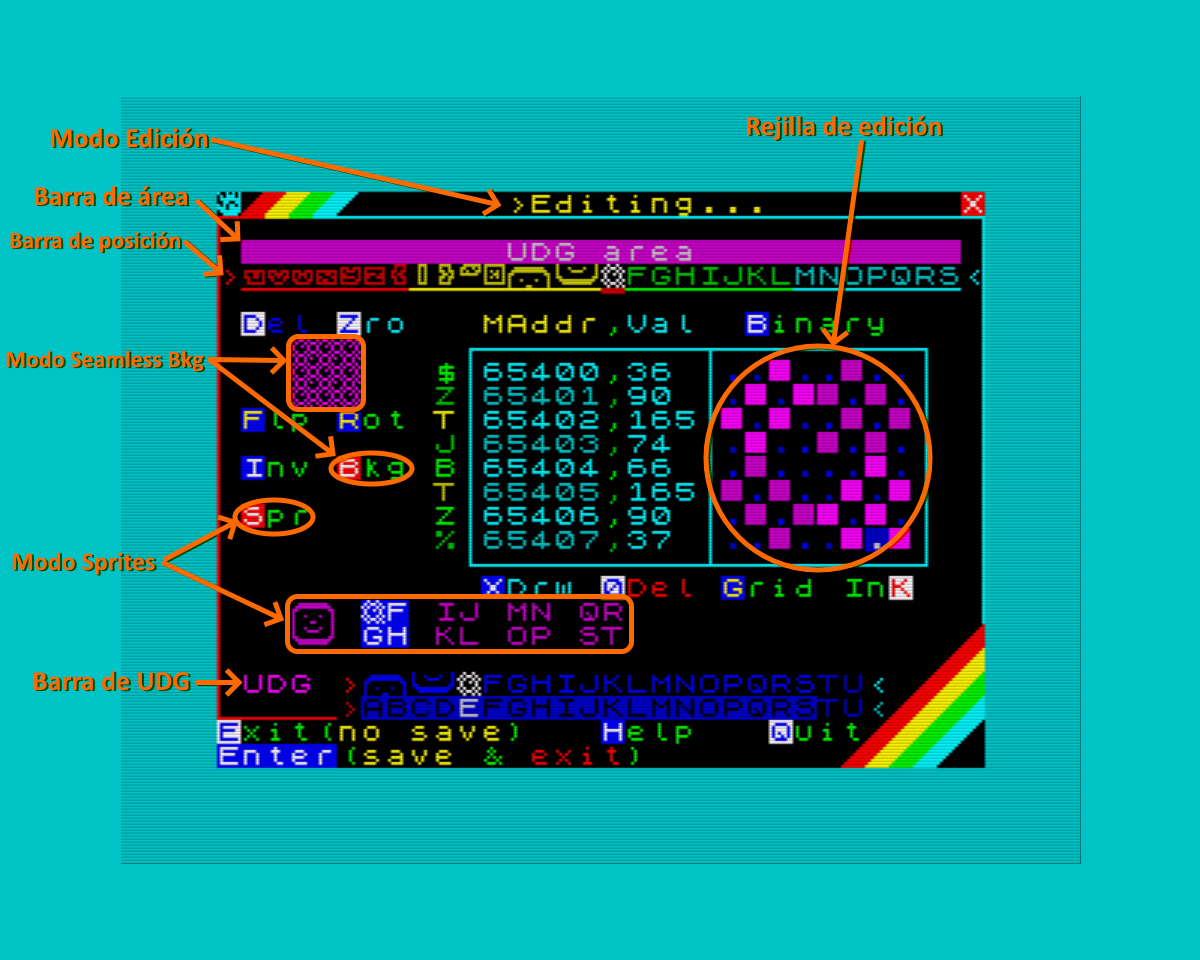 Modo Edición
Rejilla de edición
Barra de área
>Editing... X
Barra de posición
UDG area
> FGHIJKLMNOPQRS <
Del Zro MAddr,Val Binary
Modo Seamless Bkg
$ 65400,36
Z 65401,90
Flp Rot T 65402,165
J 65403,74
Inv Bkg B 65404,66
T 65405,165
Spr Z 65406,90
% 65407,37
Modo Sprites
XDrw 0Del Grid InK
F IJ MN QR
GH KL OP ST
Barra de UDG
UDG > FGHIJKLMNOPQRSTU <
>ABCDEFGHIJKLMNOPQRSTU <
Exit(no save) Help Quit
Enter(save & exit)